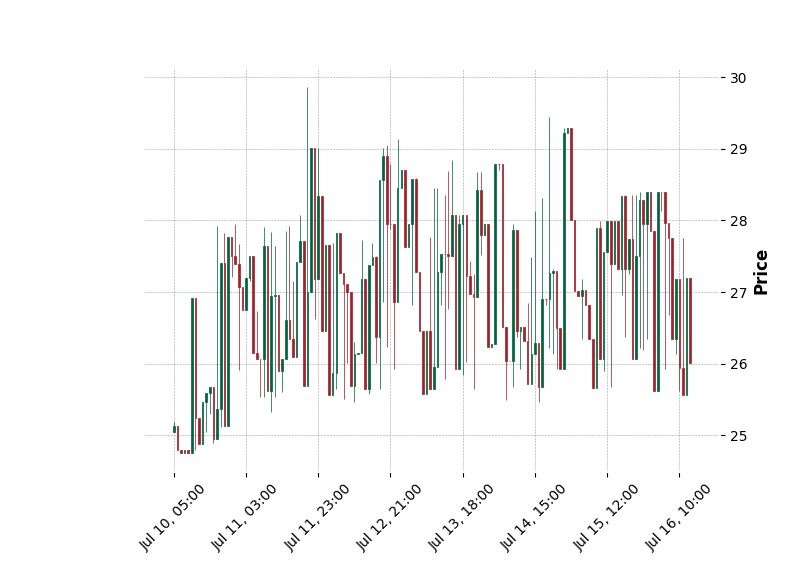 30
29
28
27
26
25
Price
Jul 10, 05:00
Jul 11, 03:00
Jul 11, 23:00
Jul 12, 21:00
Jul 13, 18:00
Jul 14, 15:00
Jul 15, 12:00
Jul 16, 10:00